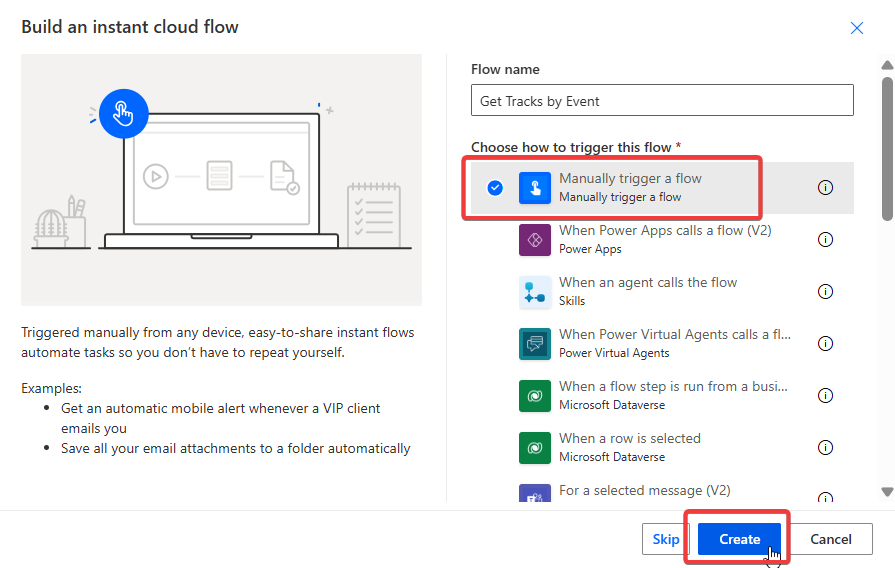 Build an instant cloud flow
Triggered manually from any device, easy-to-share instant flows
automate tasks so you don't have to repeat yourself.
Examples:
Get an automatic mobile alert whenever a VIP client
emails you
Save all your email attachments to a folder automatically
Flow name
Get Tracks by Event
Choose how to trigger this flow *
Manually trigger a flow
Manually trigger a flow
When Power Apps calls a flow (V2)
Power Apps
When an agent calls the flow
Skills
When Power Virtual Agents calls a fl...
Power Virtual Agents
When a flow step is run from a busi...
Microsoft Dataverse
When a row is selected
Microsoft Dataverse
For a selected message (V2)
Skip
Create
Cancel